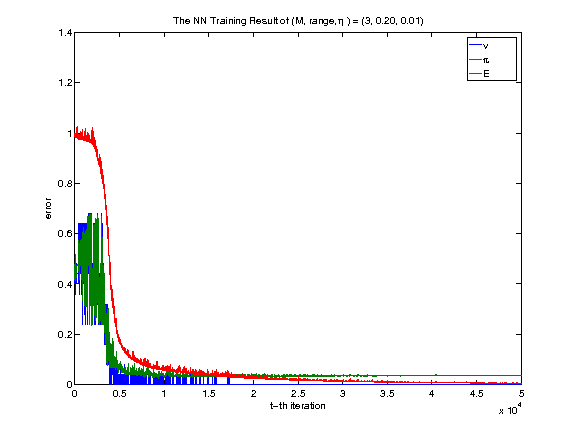 The NN Training Result of (M, range,η ) = (3, 0.20, 0.01)
1.4
1.2
1
0.8
0.6
0.4
0.2
0
error
ν
π
E
0 0.5 1 1.5 2 2.5 3 3.5 4 4.5 5
t-th iteration
x 10^4